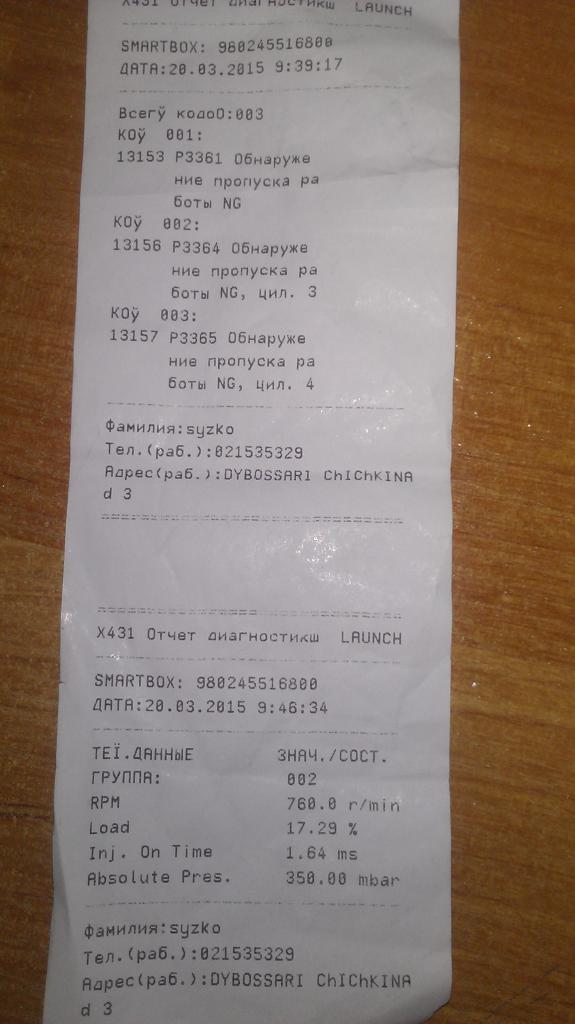 X431 Отчет диагностикш LAUNCH
SMARTBOX: 980245516800
ДАТА:20.03.2015 9:39:17
Всегў кодоО:003
КОў 001:
13153 P3361 Обнаруже
ние пропуска ра
боты NG
КОў 002:
13156 P3364 Обнаруже
ние пропуска ра
боты NG, цил. 3
КОў 003:
13157 P3365 Обнаруже
ние пропуска ра
боты NG, цил. 4
Фамилия:syzko
Тел.(раб.):021535329
Адрес(раб.):DYBOSSARI ChIChKINA
d 3
X431 Отчет диагностикш LAUNCH
SMARTBOX: 980245516800
ДАТА:20.03.2015 9:46:34
ТЕЇ.ДАННЫЕ ЗНАЧ./СОСТ.
ГРУППА: 002
RPM 760.0 r/min
Load 17.29 %
Inj. On Time 1.64 ms
Absolute Pres. 350.00 mbar
Фамилия:syzko
Тел.(раб.):021535329
Адрес(раб.):DYBOSSARI ChIChKINA
d 3